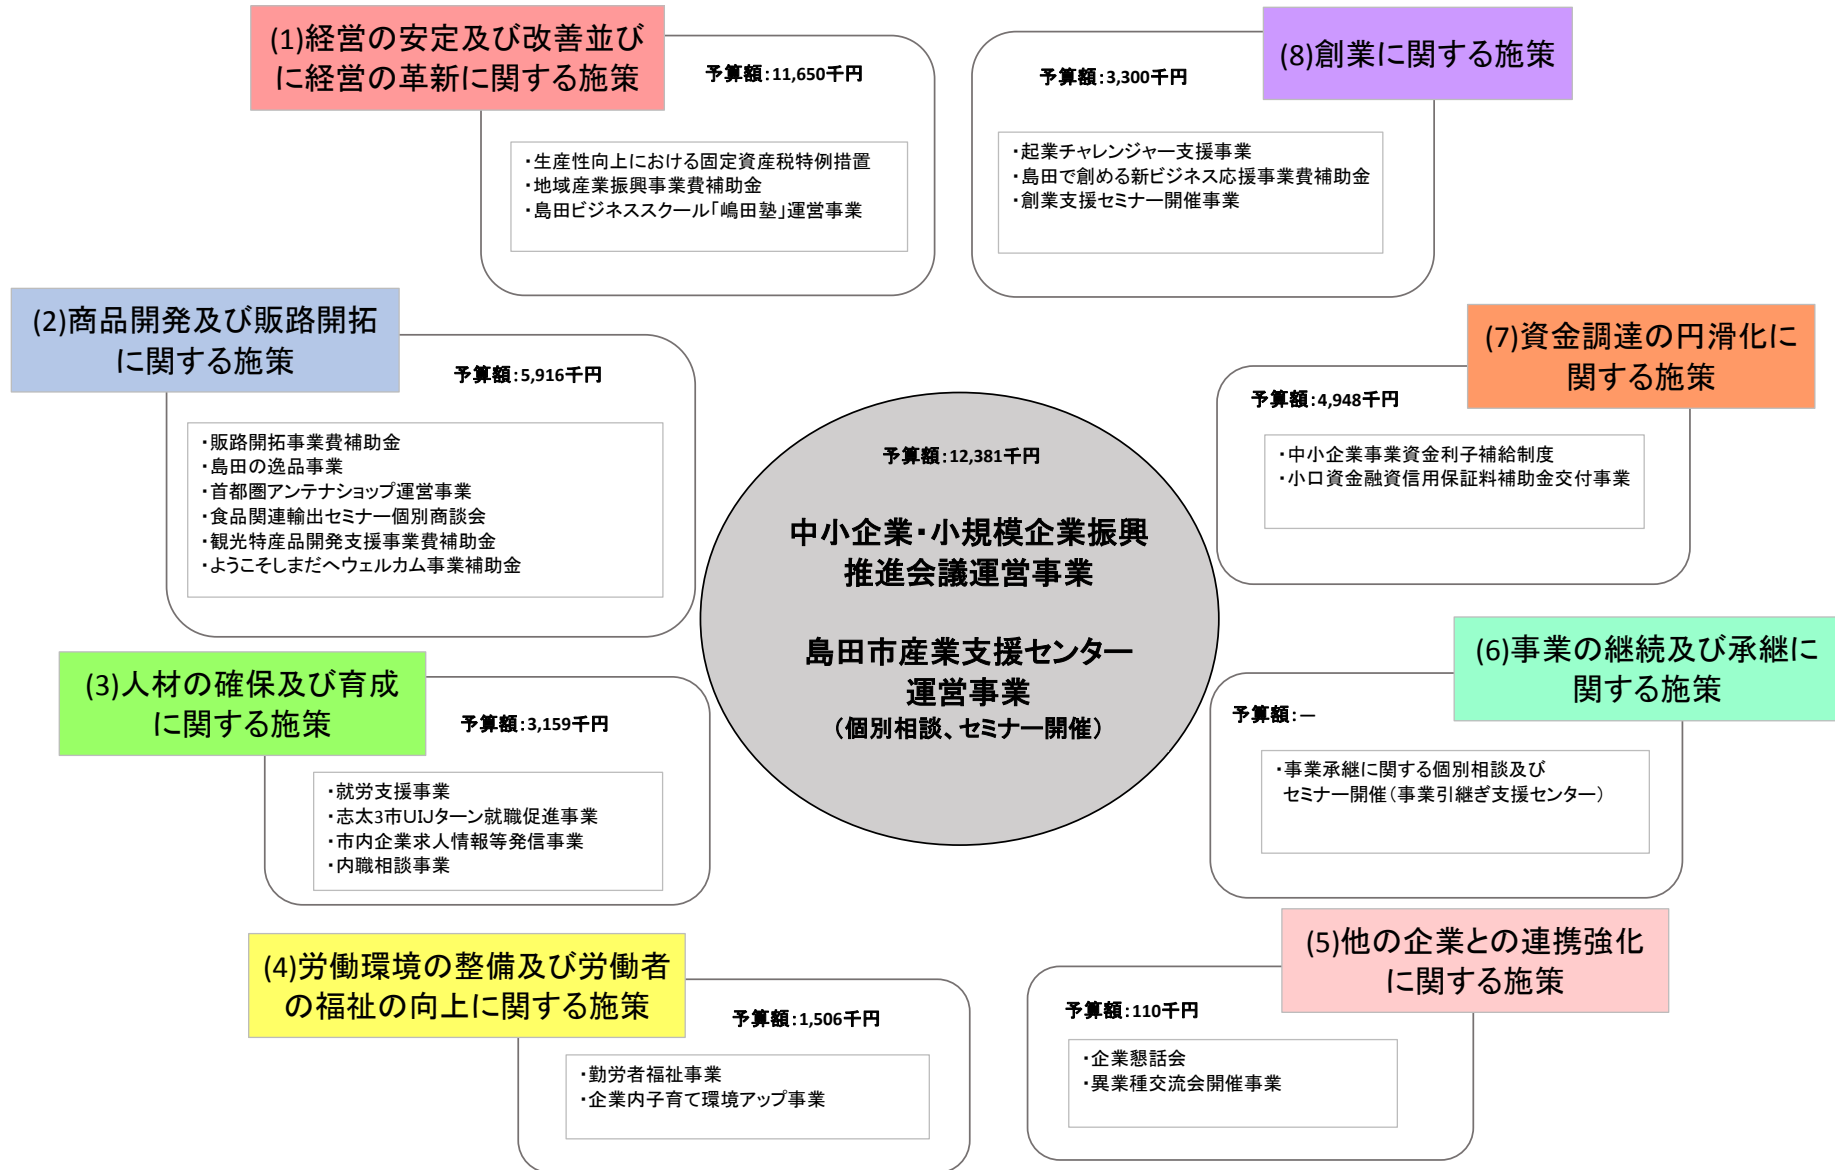 (1)経営の安定及び改善並び
に経営の革新に関する施策
予算額:11,650千円
・生産性向上における固定資産税特例措置
・地域産業振興事業費補助金
・島田ビジネススクール「嶋田塾」運営事業
(8)創業に関する施策
予算額:3,300千円
・起業チャレンジャー支援事業
・島田で創める新ビジネス応援事業費補助金
・創業支援セミナー開催事業
(2)商品開発及び販路開拓
に関する施策
予算額:5,916千円
・販路開拓事業費補助金
・島田の逸品事業
・首都圏アンテナショップ運営事業
・食品関連輸出セミナー個別商談会
・観光特産品開発支援事業費補助金
・ようこそしまだへウェルカム事業補助金
(7)資金調達の円滑化に
関する施策
予算額:4,948千円
・中小企業事業資金利子補給制度
・小口資金融資信用保証料補助金交付事業
予算額:12,381千円
中小企業・小規模企業振興
推進会議運営事業
島田市産業支援センター
運営事業
(個別相談、セミナー開催)
(3)人材の確保及び育成
に関する施策
予算額:3,159千円
・就労支援事業
・志太3市UIJターン就職促進事業
・市内企業求人情報等発信事業
・内職相談事業
(6)事業の継続及び承継に
関する施策
予算額:―
・事業承継に関する個別相談及び
セミナー開催(事業引継ぎ支援センター)
(4)労働環境の整備及び労働者
の福祉の向上に関する施策
予算額:1,506千円
・勤労者福祉事業
・企業内子育て環境アップ事業
(5)他の企業との連携強化
に関する施策
予算額:110千円
・企業懇話会
・異業種交流会開催事業